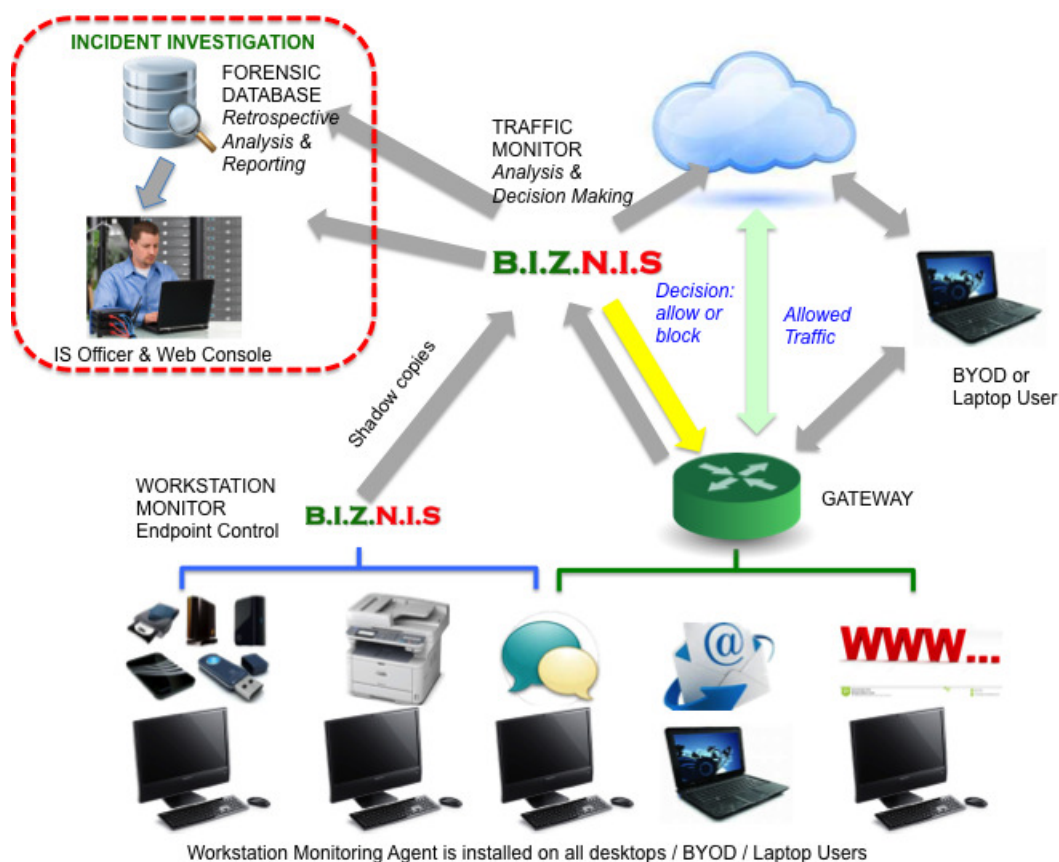 INCIDENT INVESTIGATION
FORENSIC
DATABASE
Retrospective
Analysis &
Reporting
IS Officer & Web Console
TRAFFIC
MONITOR
Analysis &
Decision Making
B.I.Z.N.I.S
Decision:
allow or
block
Allowed
Traffic
BYOD or
Laptop User
Shadow copies
WORKSTATION
MONITOR
Endpoint Control
B.I.Z.N.I.S
GATEWAY
@
WWW...
Workstation Monitoring Agent is installed on all desktops / BYOD / Laptop Users